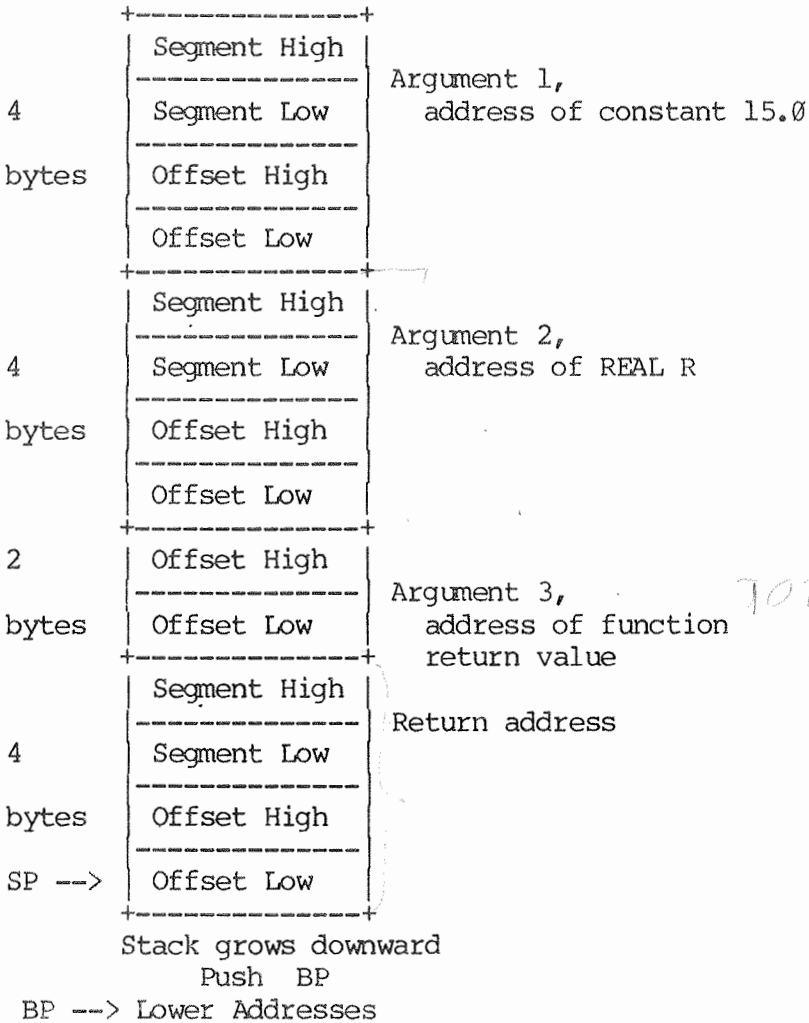 Segment High
Argument 1,
4 Segment Low address of constant 15.0
bytes Offset High
Offset Low
Segment High
Argument 2,
4 Segment Low address of REAL R
bytes Offset High
Offset Low
2 Offset High
Argument 3,
bytes Offset Low address of function
return value
Segment High
Return address
4 Segment Low
bytes Offset High
SP --> Offset Low
Stack grows downward
Push BP
BP --> Lower Addresses